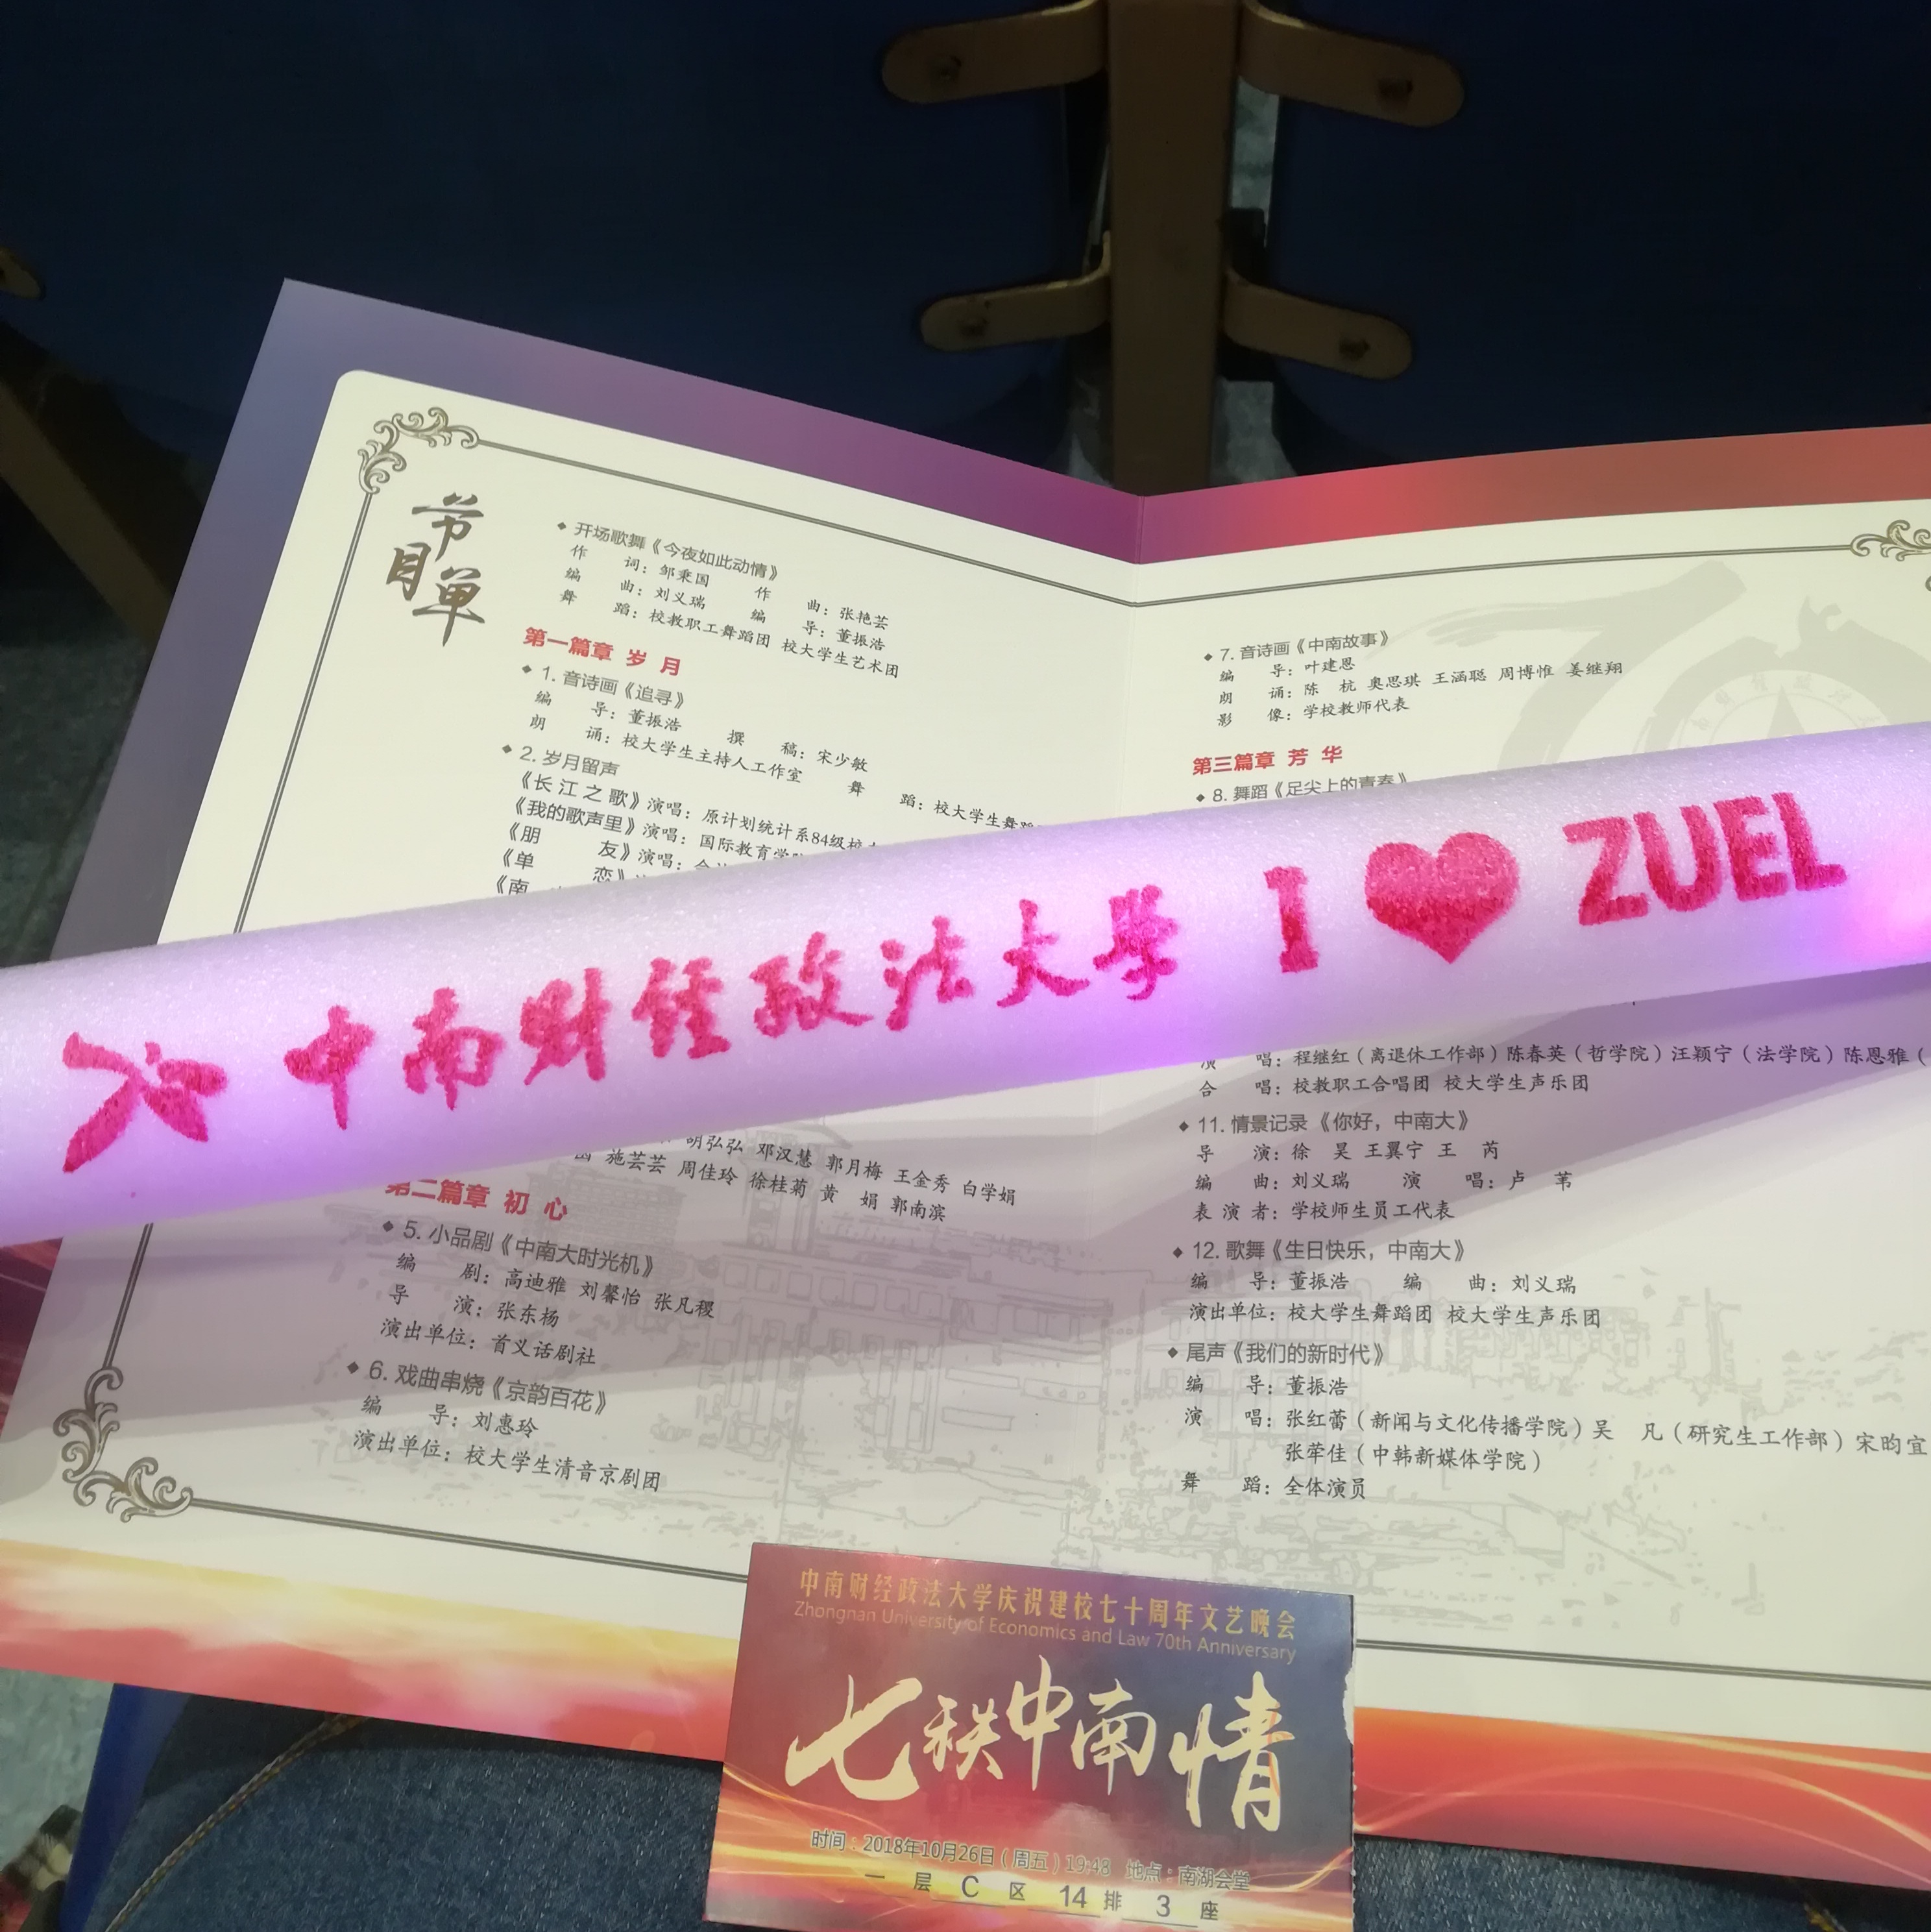 节目单
开场歌舞《今夜如此动情》
作 词：邹秉国 作 曲：张艳芸
编 曲：刘义瑞 编 导：董振浩
舞 蹈：校教职工舞蹈团 校大学生艺术团
第一篇章 岁月
1. 音诗画《追寻》
编 导：董振浩 撰 稿：宋少敏
朗 诵：校大学生主持人工作室 舞 蹈：校大学生舞蹈
2. 岁月留声
《长江之歌》演唱：原计划统计系84级校
《我的歌声里》演唱：国际教育学
《朋 友》演唱：
《单 恋》
《南
胡弘弘 邓汉慧 郭月梅 王金秀 白学娟
施芸芸 周佳玲 徐桂菊 黄 娟 郭南滨
第二篇章 初心
5. 小品剧《中南大时光机》
编 剧：高迪雅 刘馨怡 张凡稷
导 演：张东杨
演出单位：首义话剧社
6. 戏曲串烧《京韵百花》
编 导：刘惠玲
演出单位：校大学生清音京剧团
7. 音诗画《中南故事》
编 导：叶建恩
朗 诵：陈 杭 奥思琪 王涵聪 周博惟 姜继翔
影 像：学校教师代表
第三篇章 芳华
8. 舞蹈《足尖上的青春》
中南财经政法大学 I ZUEL
演 唱：程继红（离退休工作部）陈春英（哲学院）汪颖宁（法学院）陈恩雅（
合 唱：校教职工合唱团 校大学生声乐团
11. 情景记录《你好，中南大》
导 演：徐 昊 王翼宁 王 芮
编 曲：刘义瑞 演 唱：卢 苇
表演者：学校师生员工代表
12. 歌舞《生日快乐，中南大》
编 导：董振浩 编 曲：刘义瑞
演出单位：校大学生舞蹈团 校大学生声乐团
尾声《我们的新时代》
编 导：董振浩
演 唱：张红蕾（新闻与文化传播学院）吴 凡（研究生工作部）宋昀宜
张荦佳（中韩新媒体学院）
舞 蹈：全体演员
中南财经政法大学庆祝建校七十周年文艺晚会
Zhongnan University of Economics and Law 70th Anniversary
七秩中南情
时间：2018年10月26日（周五）19:48 地点：南湖会堂
一 层 C 区 14 排 3 座